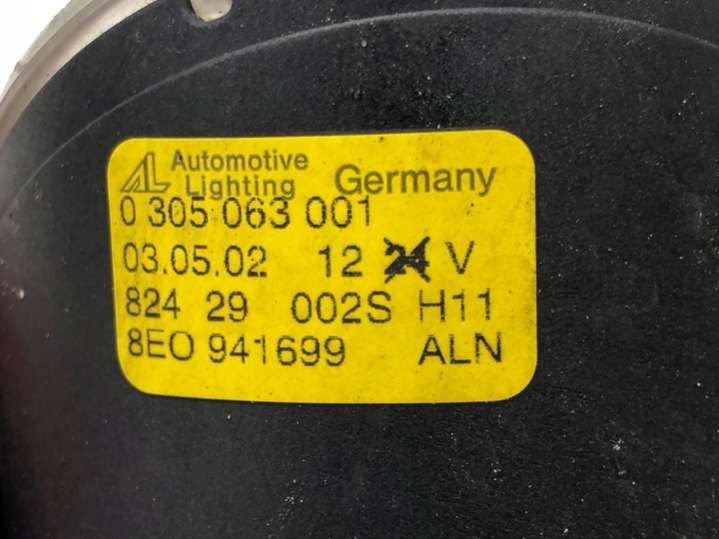 AL Automotive
Lighting Germany
0 305 063 001
03.05.02 12 24 V
824 29 002S H11
8E0 941699 ALN